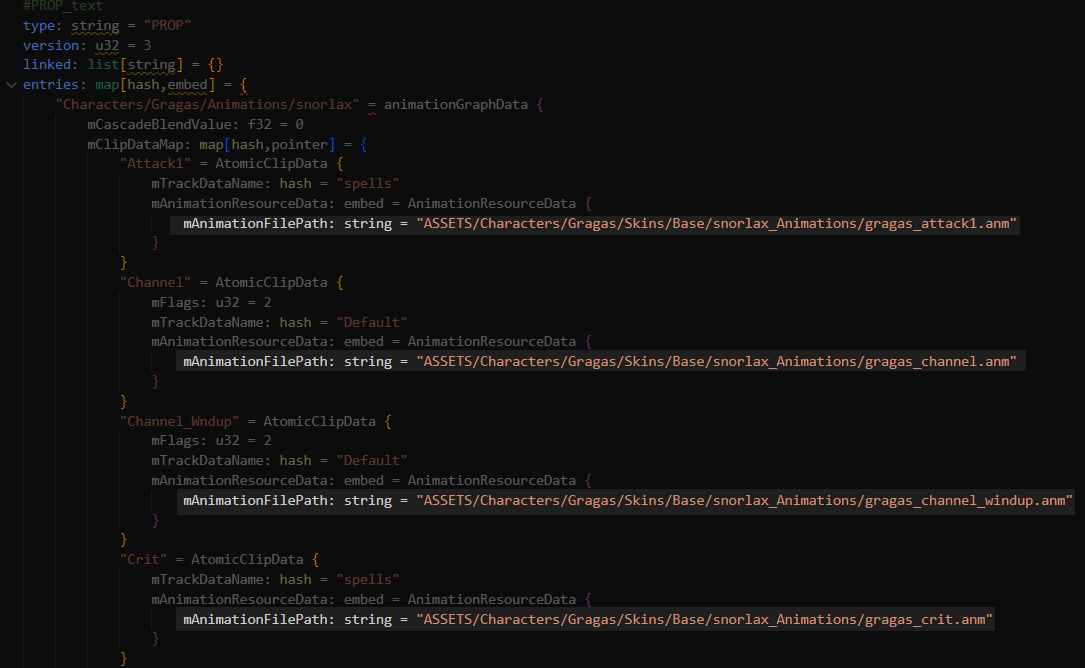 #PROP_text
type: string = "PROP"
version: u32 = 3
linked: list[string] = {}
entries: map[hash,embed] = {
"Characters/Gragas/Animations/snorlax" = animationGraphData {
mCascadeBlendValue: f32 = 0
mClipDataMap: map[hash,pointer] = {
"Attack1" = AtomicClipData {
mTrackDataName: hash = "spells"
mAnimationResourceData: embed = AnimationResourceData {
mAnimationFilePath: string = "ASSETS/Characters/Gragas/Skins/Base/snorlax_Animations/gragas_attack1.anm"
}
}
"Channel" = AtomicClipData {
mFlags: u32 = 2
mTrackDataName: hash = "Default"
mAnimationResourceData: embed = AnimationResourceData {
mAnimationFilePath: string = "ASSETS/Characters/Gragas/Skins/Base/snorlax_Animations/gragas_channel.anm"
}
}
"Channel_Wndup" = AtomicClipData {
mFlags: u32 = 2
mTrackDataName: hash = "Default"
mAnimationResourceData: embed = AnimationResourceData {
mAnimationFilePath: string = "ASSETS/Characters/Gragas/Skins/Base/snorlax_Animations/gragas_channel_windup.anm"
}
}
"Crit" = AtomicClipData {
mTrackDataName: hash = "spells"
mAnimationResourceData: embed = AnimationResourceData {
mAnimationFilePath: string = "ASSETS/Characters/Gragas/Skins/Base/snorlax_Animations/gragas_crit.anm"
}
}